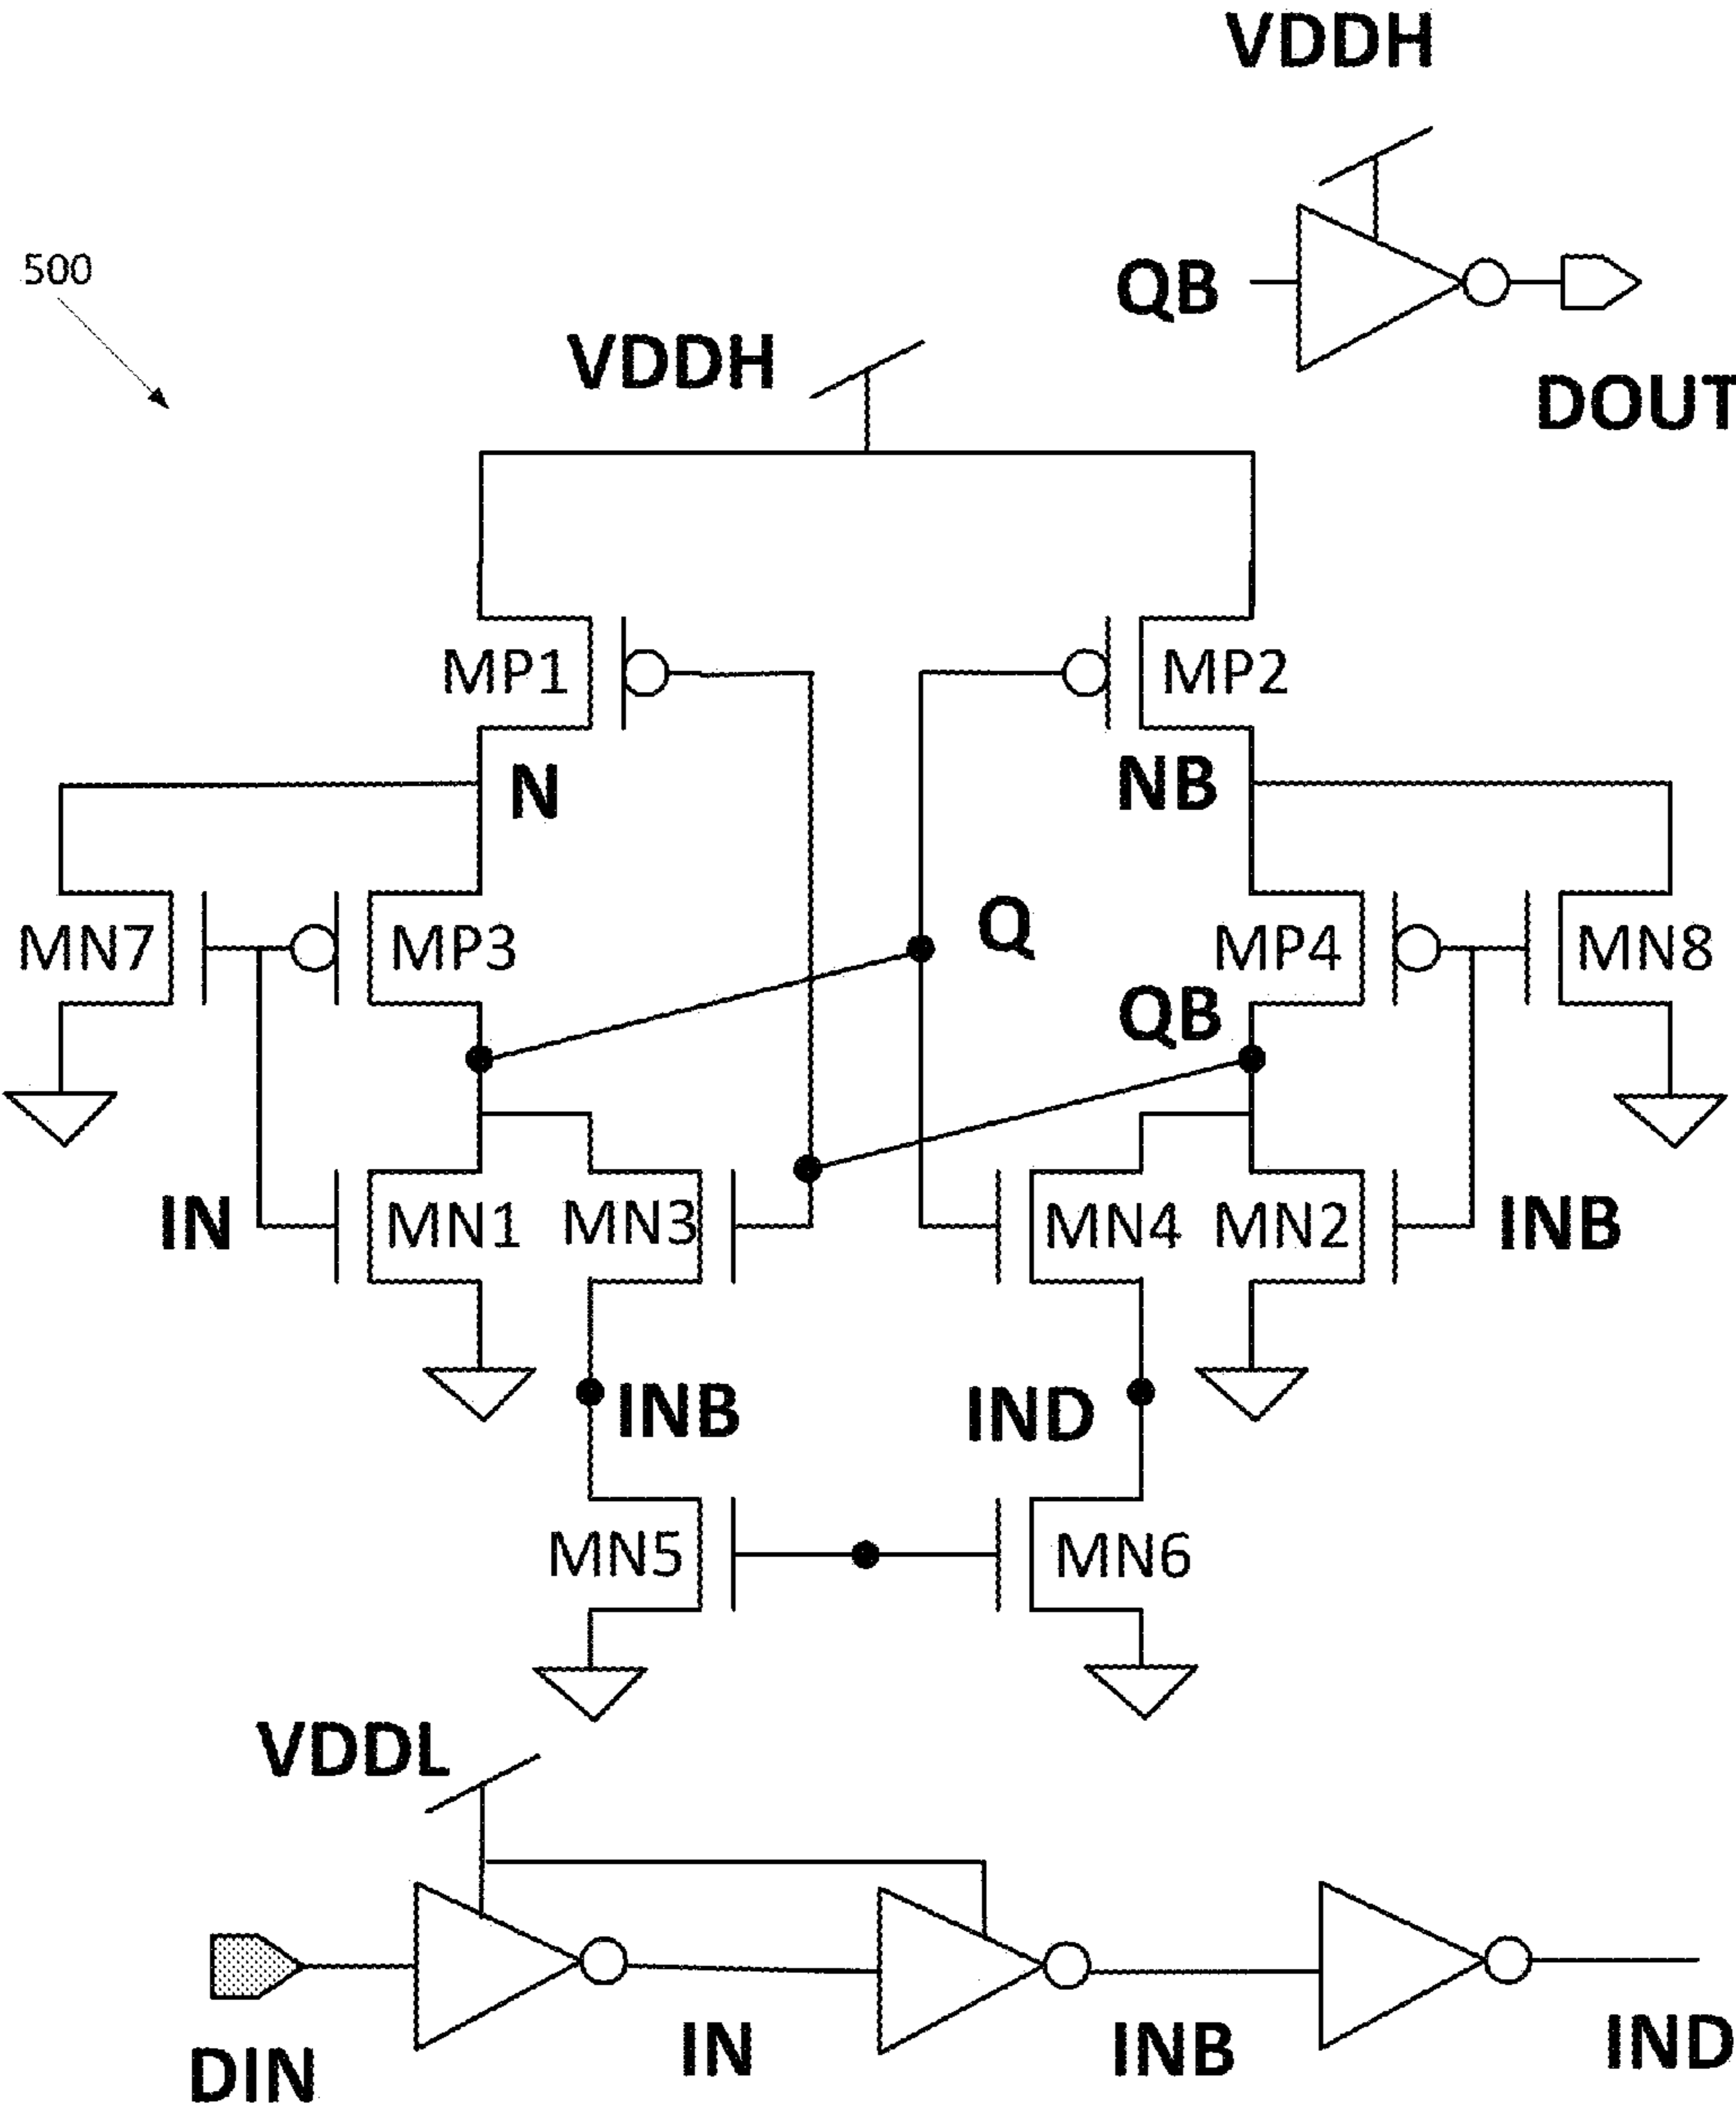 VDDH
500
QB
VDDH
DOUT
MP1
MP2
N
NB
Q
MN7
MP3
MP4
MN8
QB
IN
MN1
MN3
MN4
MN2
INB
INB
IND
MN5
MN6
VDDL
DIN
IN
INB
IND